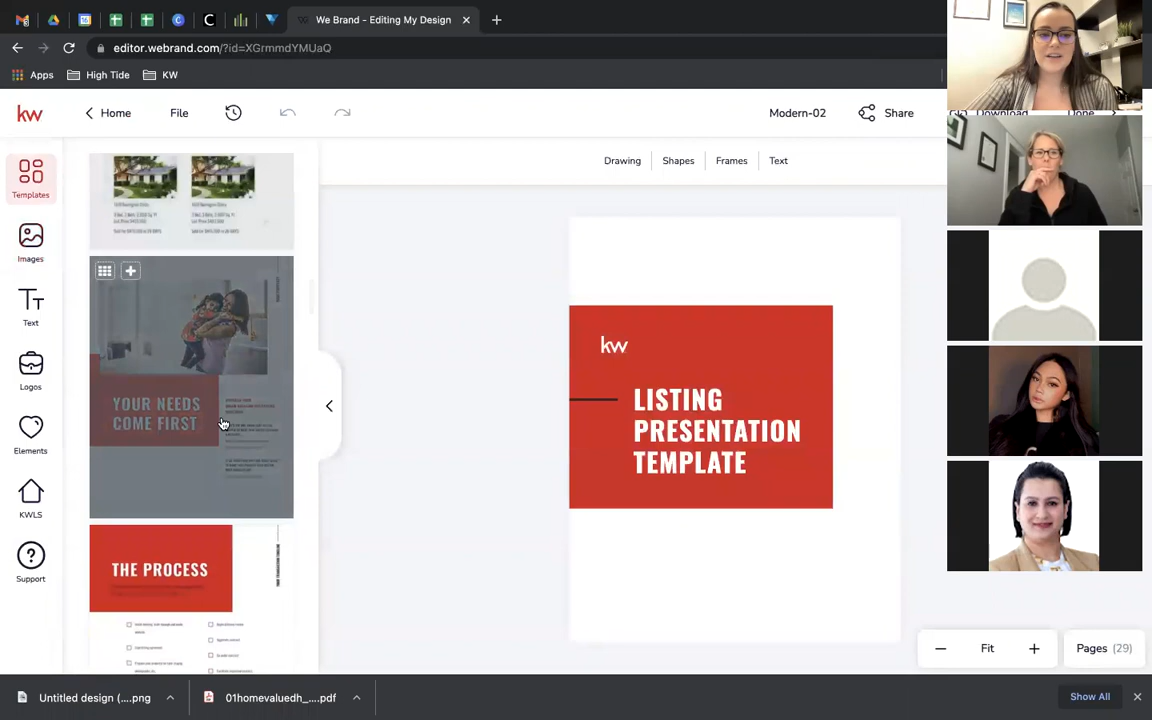 We Brand - Editing My Design
editor.webrand.com/?id=XGrmmdYMUaQ
Apps
High Tide
KW
kw
Home
File
Modern-02
Share
Download
Done
Templates
Images
Text
Logos
Elements
KWLS
Support
Drawing
Shapes
Frames
Text
YOUR NEEDS
COME FIRST
THE PROCESS
kw
LISTING
PRESENTATION
TEMPLATE
Fit
Pages (29)
Untitled design (....png
01homevaluedh_....pdf
Show All